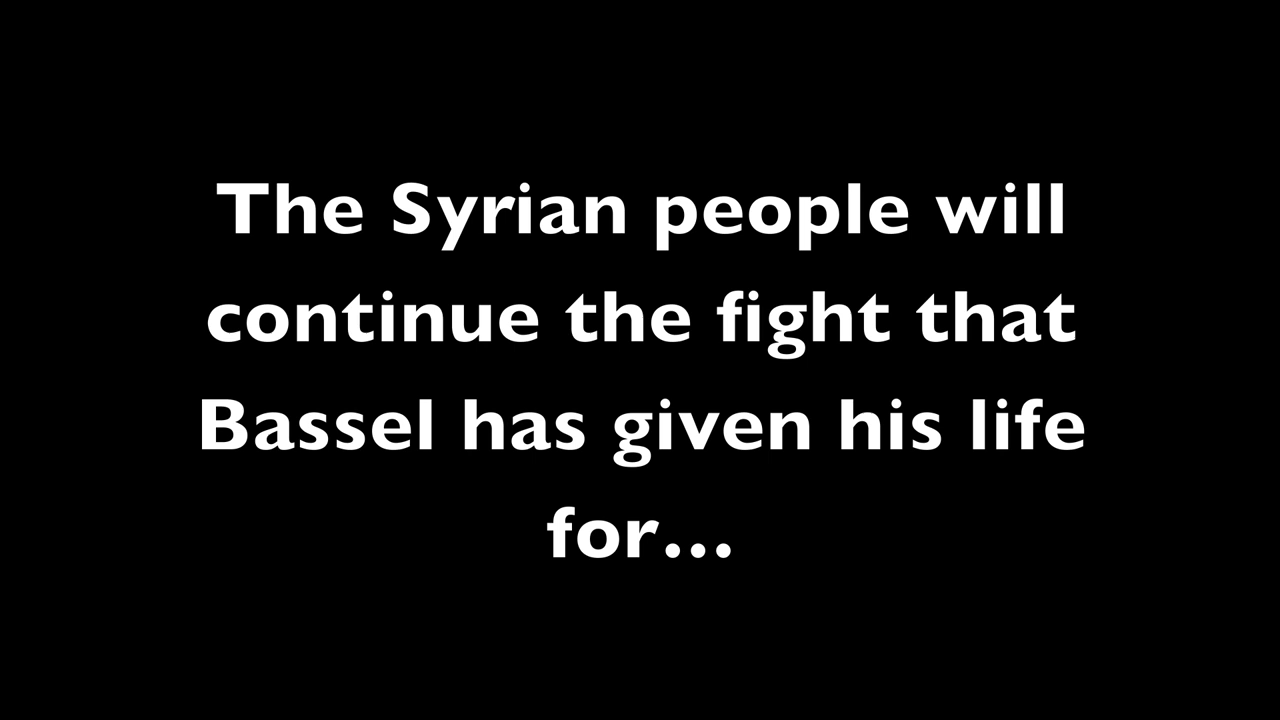 The Syrian people will
continue the fight that
Bassel has given his life
for...